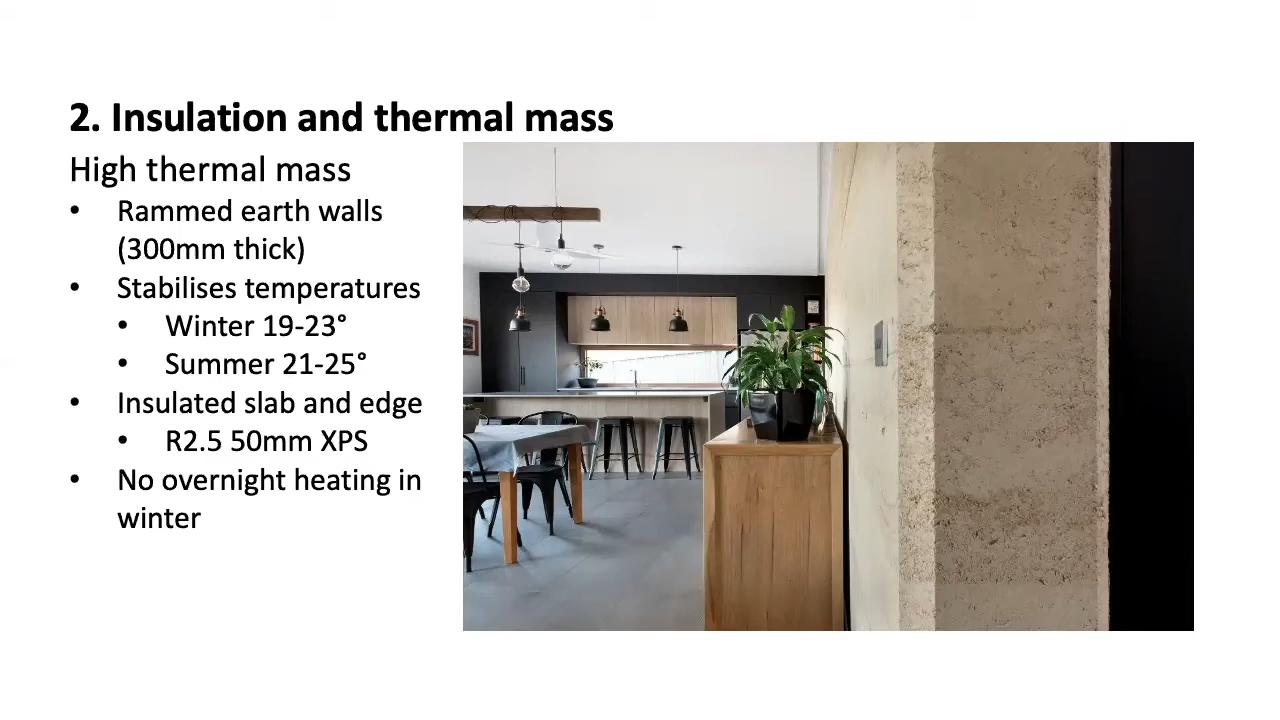 2. Insulation and thermal mass
High thermal mass
• Rammed earth walls
(300mm thick)
• Stabilises temperatures
• Winter 19-23°
• Summer 21-25°
• Insulated slab and edge
• R2.5 50mm XPS
• No overnight heating in
winter